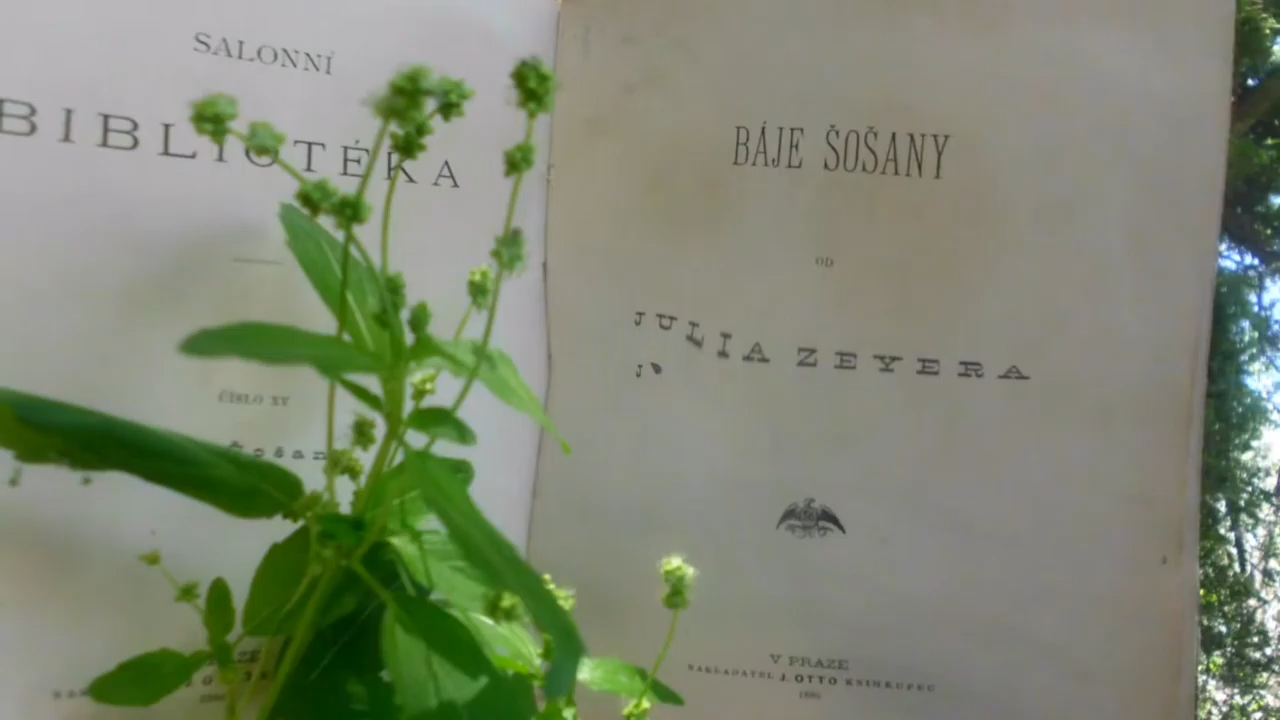 SALONNÍ
BIBLIOTÉKA
ČÍSLO XV
BÁJE ŠOŠANY
OD
JULIA ZEYERA
V PRAZE
NAKLADATEL J. OTTO KNIHKUPEC